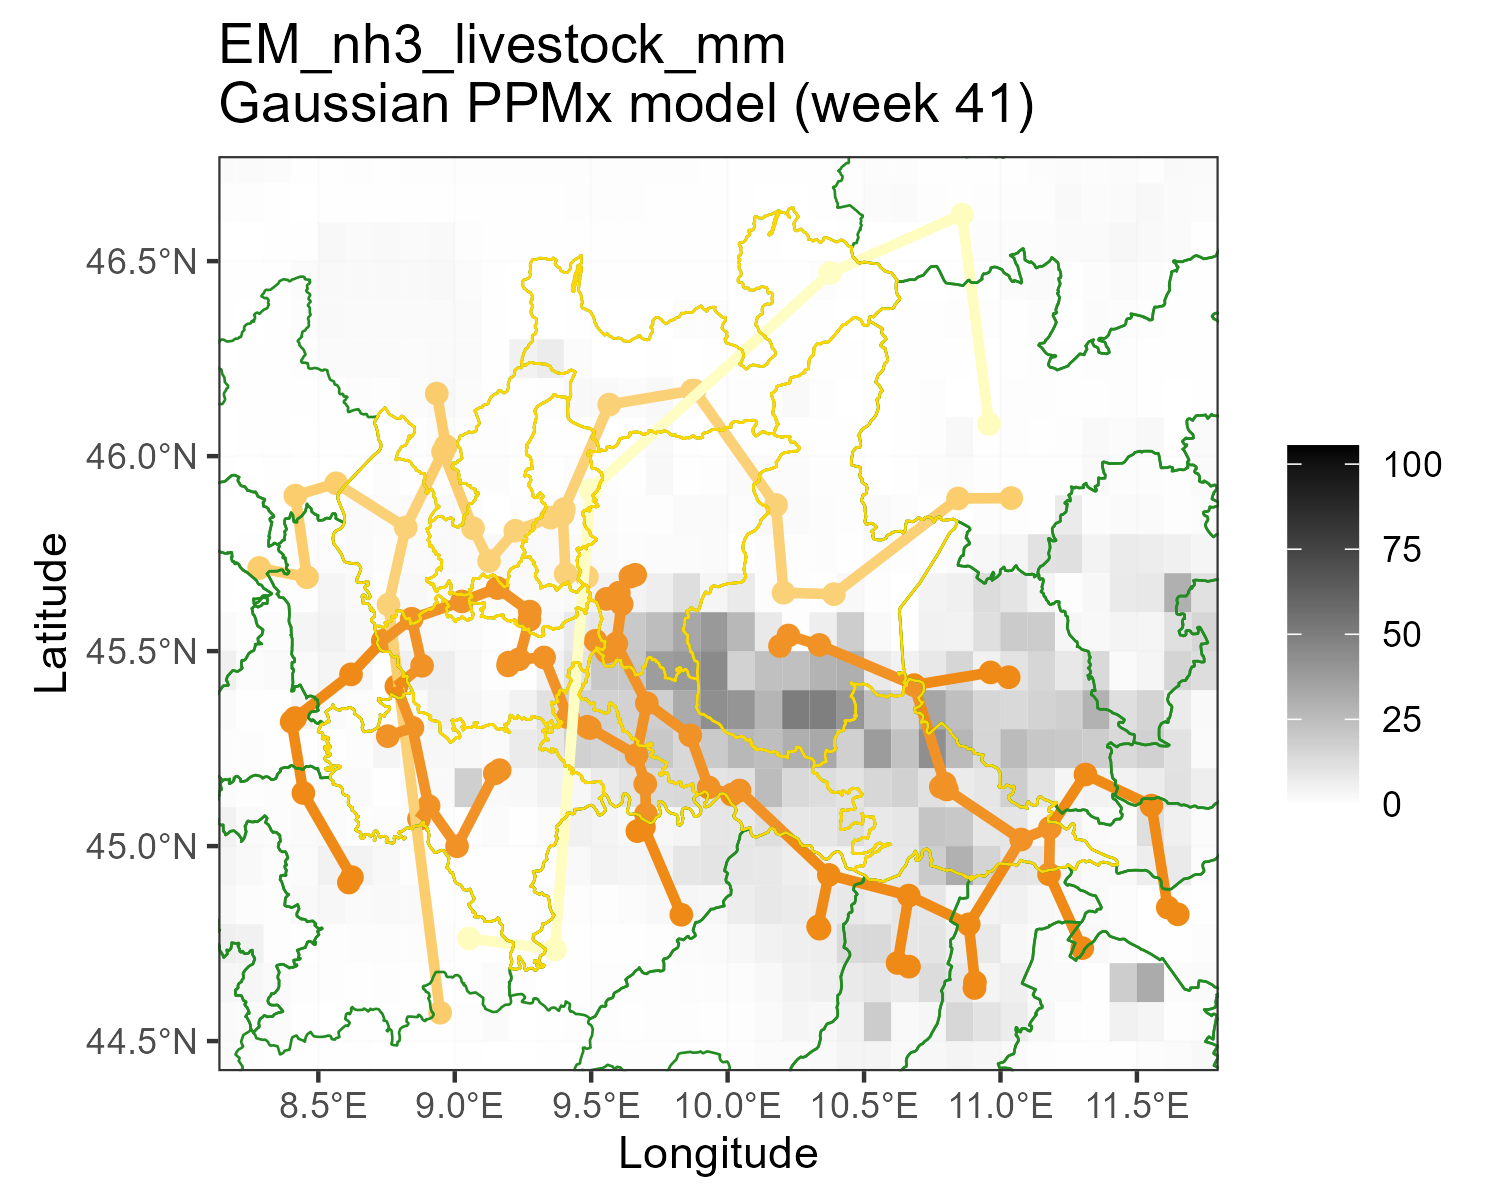 EM_nh3_livestock_mm
Gaussian PPMx model (week 41)
Latitude
46.5°N
46.0°N
45.5°N
45.0°N
44.5°N
8.5°E
9.0°E
9.5°E
10.0°E
10.5°E
11.0°E
11.5°E
Longitude
100
75
50
25
0